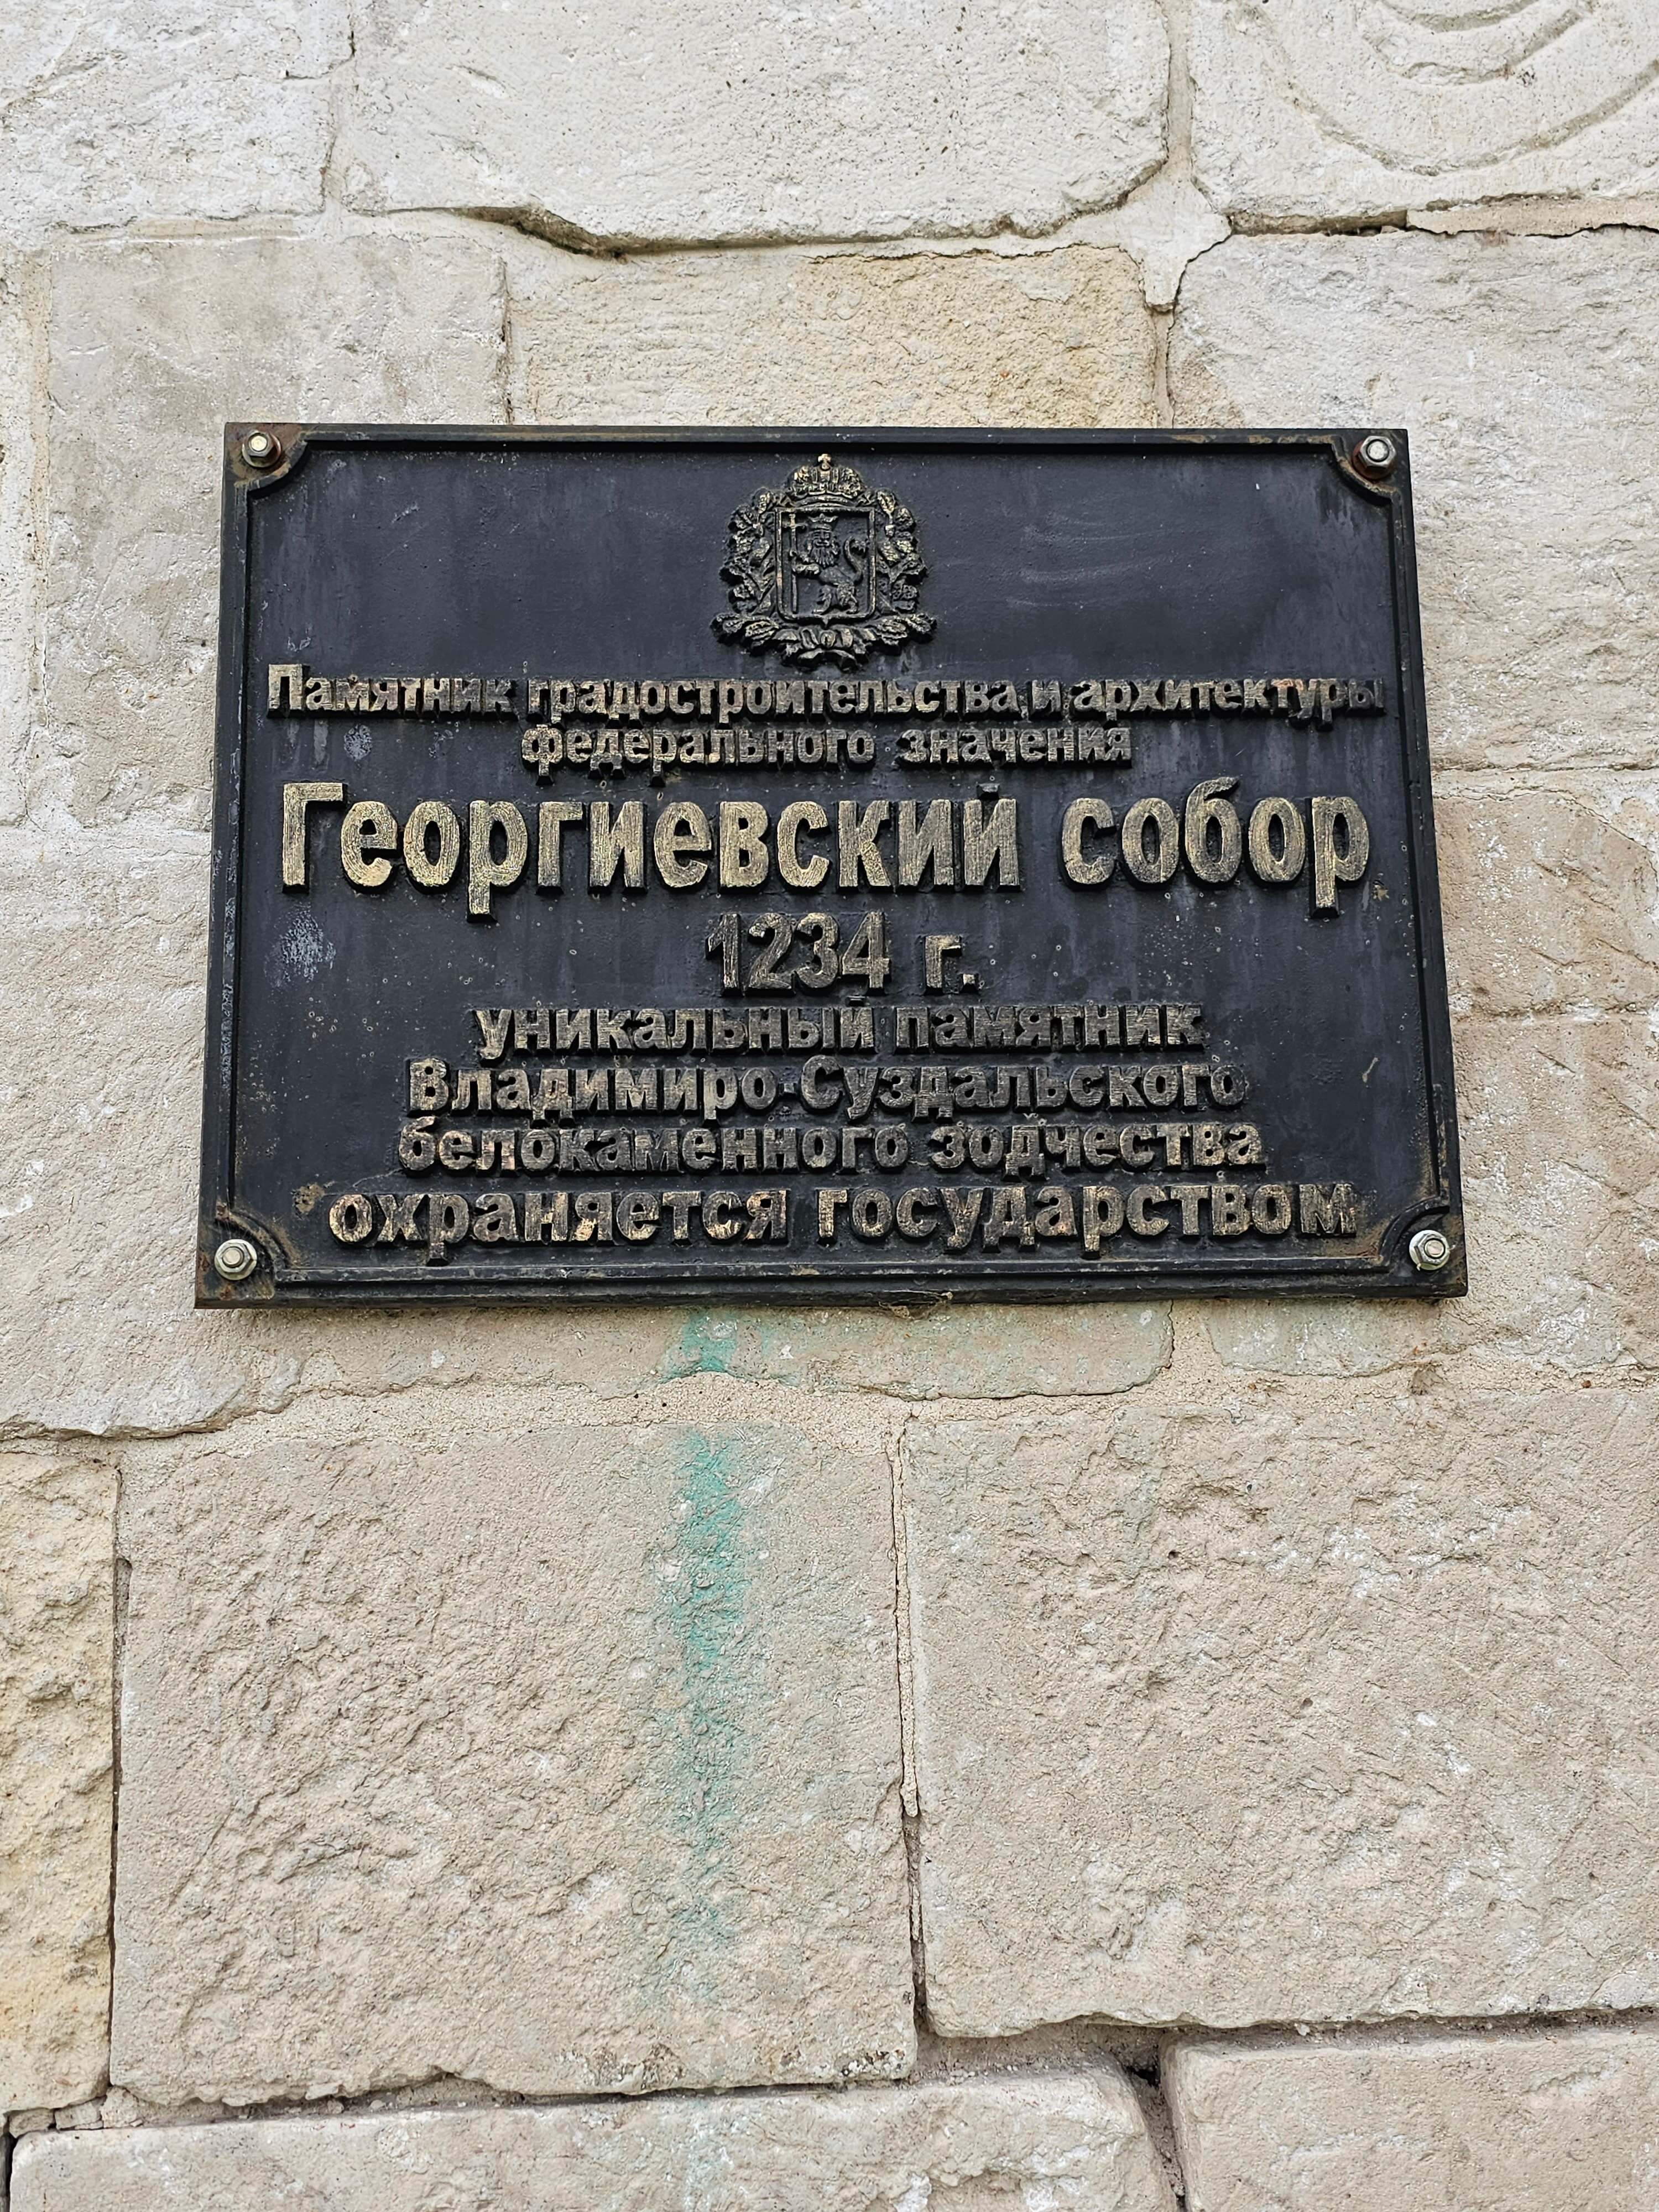 Памятник градостроительства и архитектуры
федерального значения
Георгиевский собор
1234 г.
уникальный памятник
Владимиро-Суздальского
белокаменного зодчества
охраняется государством